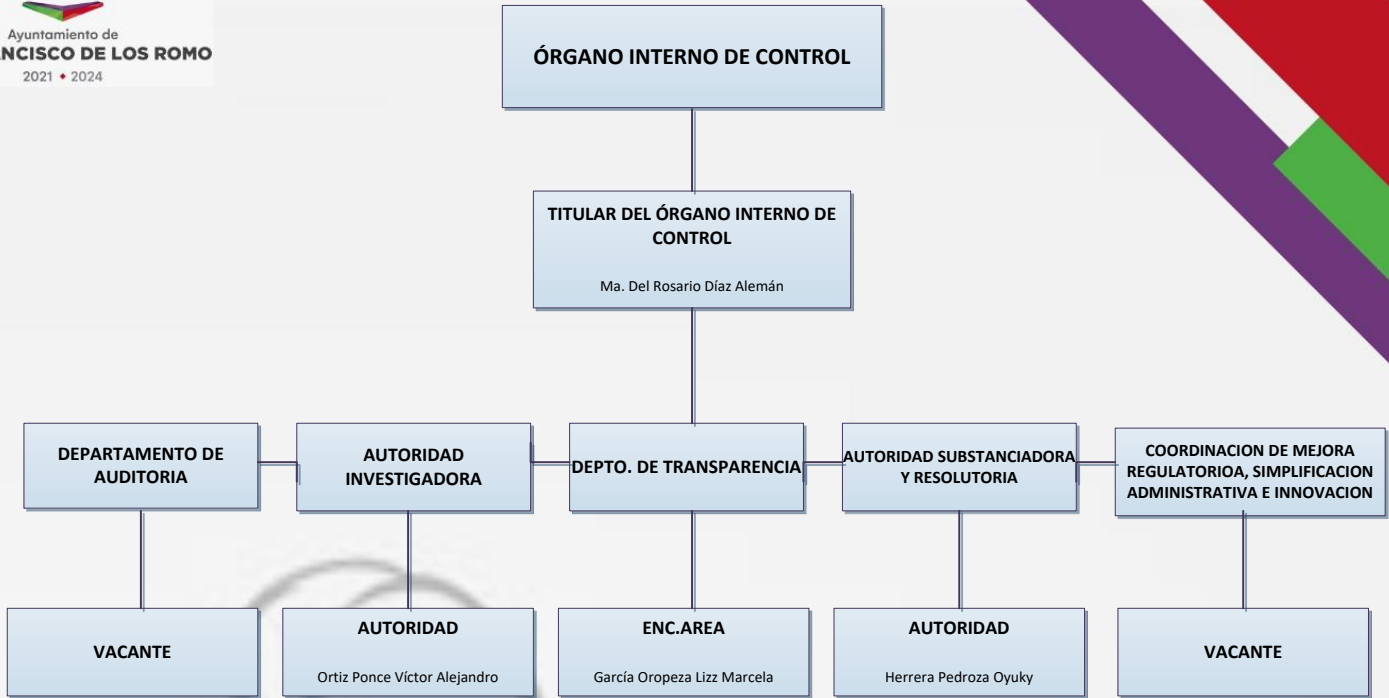 Ayuntamiento de
NCISCO DE LOS ROMO
2021 ◆ 2024
ÓRGANO INTERNO DE CONTROL
TITULAR DEL ÓRGANO INTERNO DE
CONTROL
Ma. Del Rosario Díaz Alemán
DEPARTAMENTO DE
AUDITORIA
AUTORIDAD
INVESTIGADORA
DEPTO. DE TRANSPARENCIA
AUTORIDAD SUBSTANCIADORA
Y RESOLUTORIA
COORDINACION DE MEJORA
REGULATORIOA, SIMPLIFICACION
ADMINISTRATIVA E INNOVACION
VACANTE
AUTORIDAD
Ortiz Ponce Víctor Alejandro
ENC.AREA
García Oropeza Lizz Marcela
AUTORIDAD
Herrera Pedroza Oyuky
VACANTE